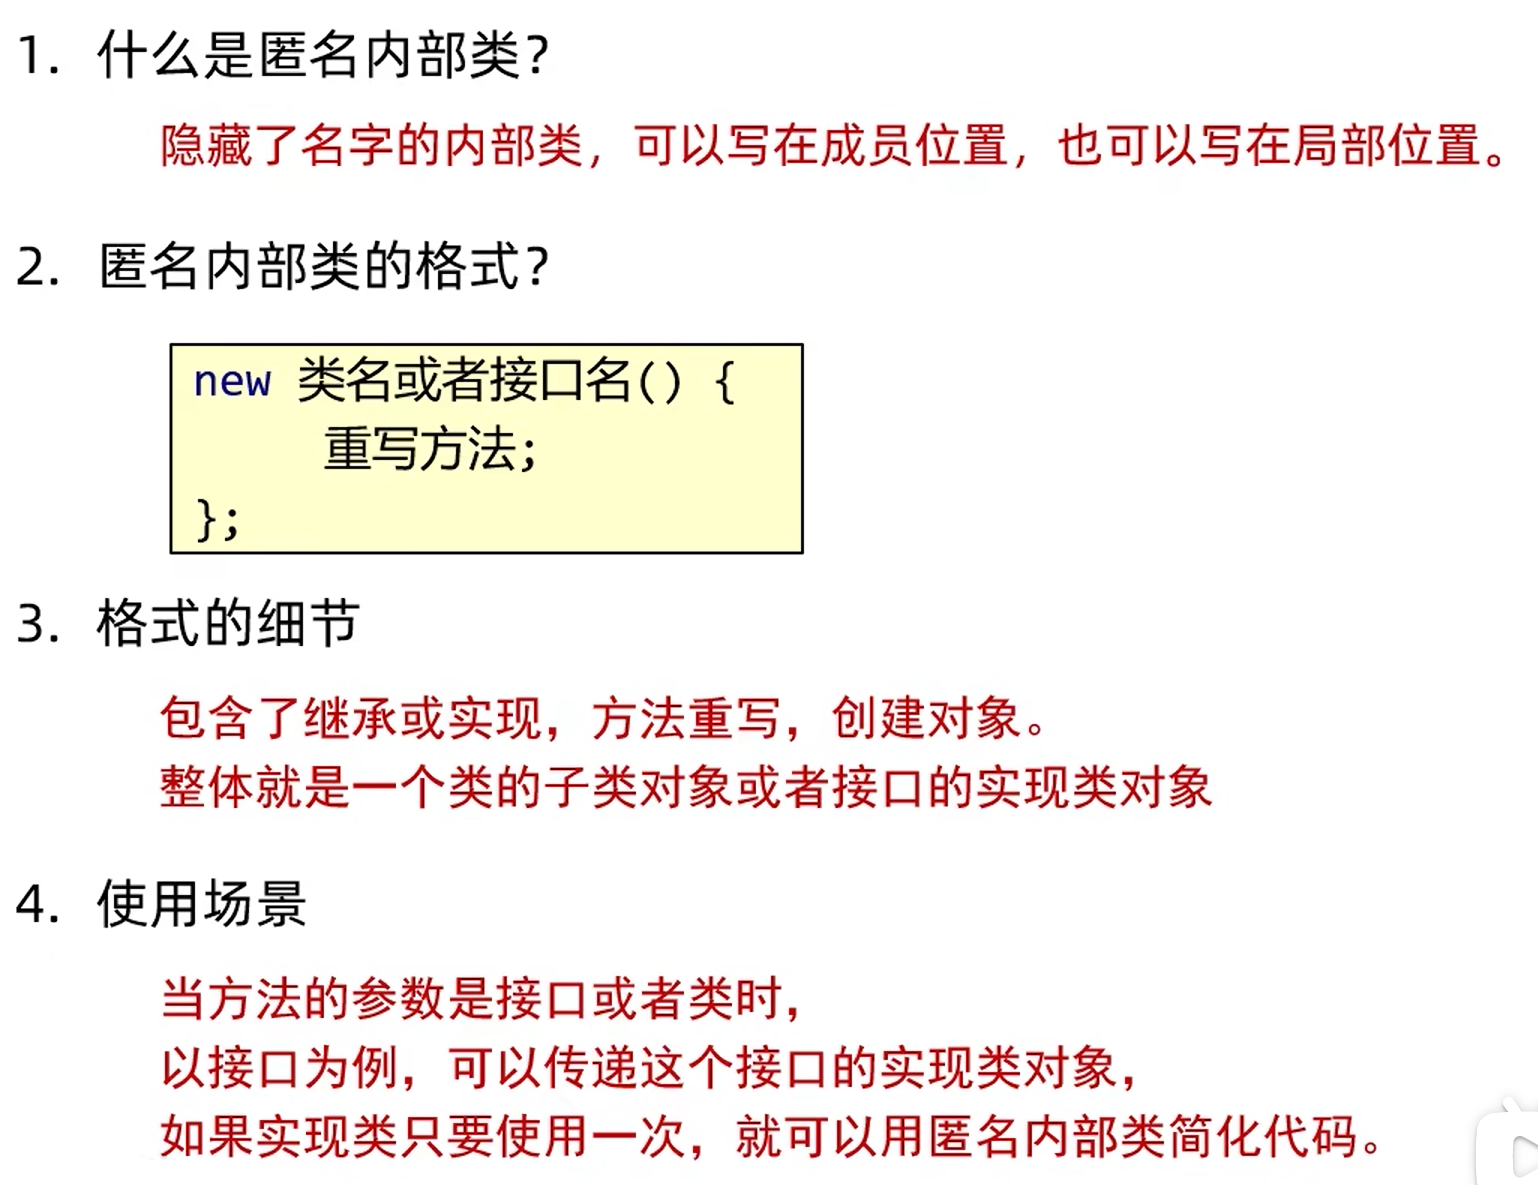 1. 什么是匿名内部类？
隐藏了名字的内部类，可以写在成员位置，也可以写在局部位置。
2. 匿名内部类的格式？
new 类名或者接口名() {
重写方法;
};
3. 格式的细节
包含了继承或实现，方法重写，创建对象。
整体就是一个类的子类对象或者接口的实现类对象
4. 使用场景
当方法的参数是接口或者类时，
以接口为例，可以传递这个接口的实现类对象，
如果实现类只要使用一次，就可以用匿名内部类简化代码。